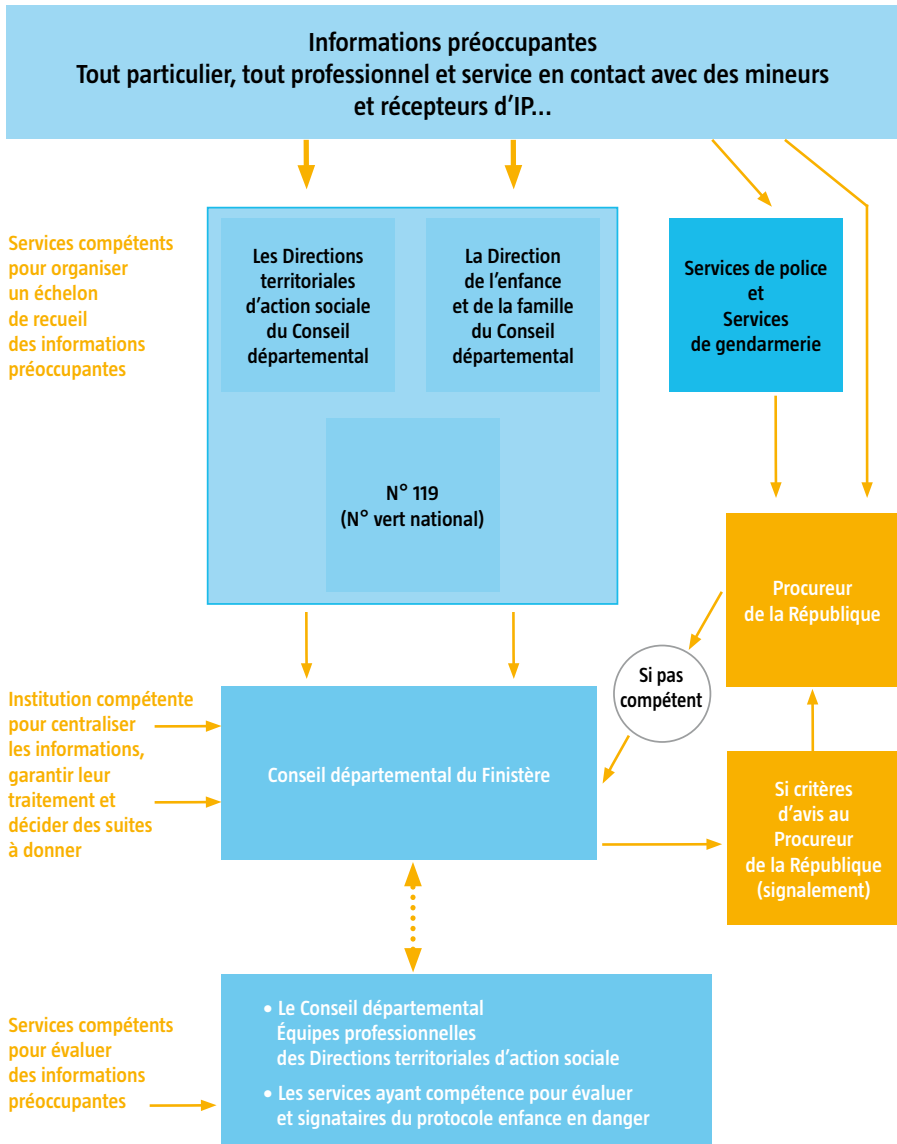 Informations préoccupantes
Tout particulier, tout professionnel et service en contact avec des mineurs
et récepteurs d'IP...
Services compétents
pour organiser
un échelon
de recueil
des informations
préoccupantes
Les Directions
territoriales
d'action sociale
du Conseil
départemental
La Direction
de l'enfance
et de la famille
du Conseil
départemental
Services de police
et
Services
de gendarmerie
N° 119
(N° vert national)
Procureur
de la République
Si pas
compétent
Institution compétente
pour centraliser
les informations,
garantir leur
traitement et
décider des suites
à donner
Conseil départemental du Finistère
Si critères
d'avis au
Procureur
de la République
(signalement)
Services compétents
pour évaluer
des informations
préoccupantes
• Le Conseil départemental
Équipes professionnelles
des Directions territoriales d'action sociale
• Les services ayant compétence pour évaluer
et signataires du protocole enfance en danger